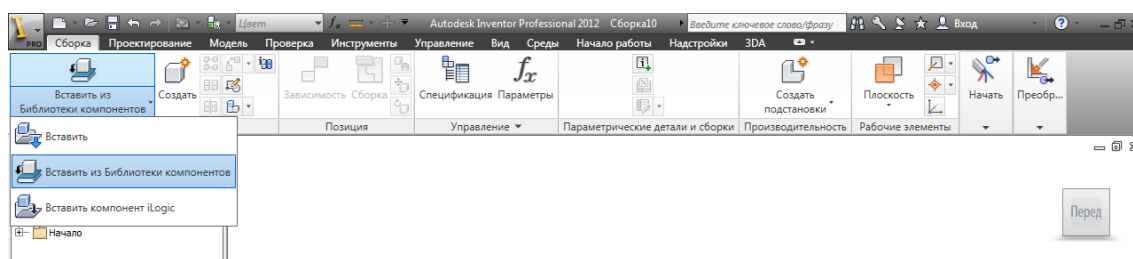 Цвет Autodesk Inventor Professional 2012 Сборка10 Введите ключевое слово/фразу Вход
PRO Сборка Проектирование Модель Проверка Инструменты Управление Вид Среды Начало работы Надстройки 3DA
Вставить из
Библиотеки компонентов
Создать
Зависимость Сборка
Спецификация Параметры
Создать
подстановки
Плоскость
Начать
Преобр...
Позиция Управление Параметрические детали и сборки Производительность Рабочие элементы
Вставить
Вставить из Библиотеки компонентов
Вставить компонент iLogic
Начало
Перед